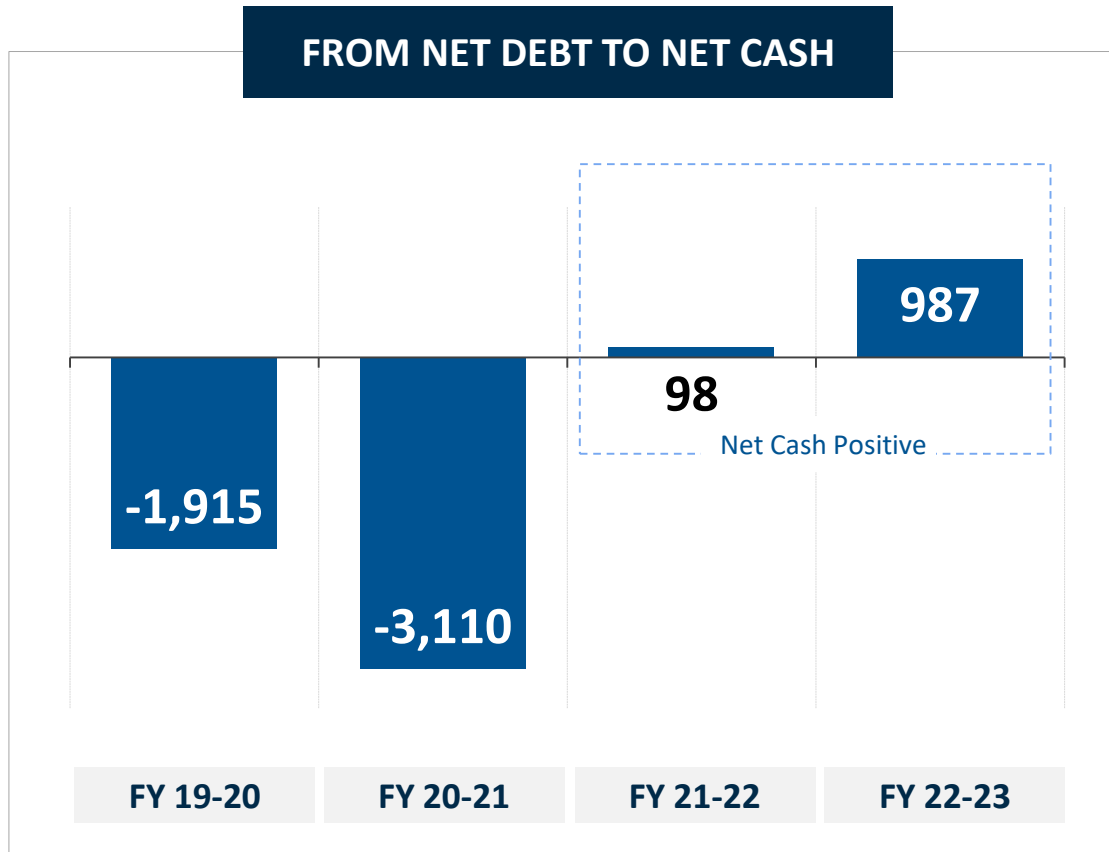 FROM NET DEBT TO NET CASH
987
98
Net Cash Positive
-1,915
-3,110
FY 19-20
FY 20-21
FY 21-22
FY 22-23